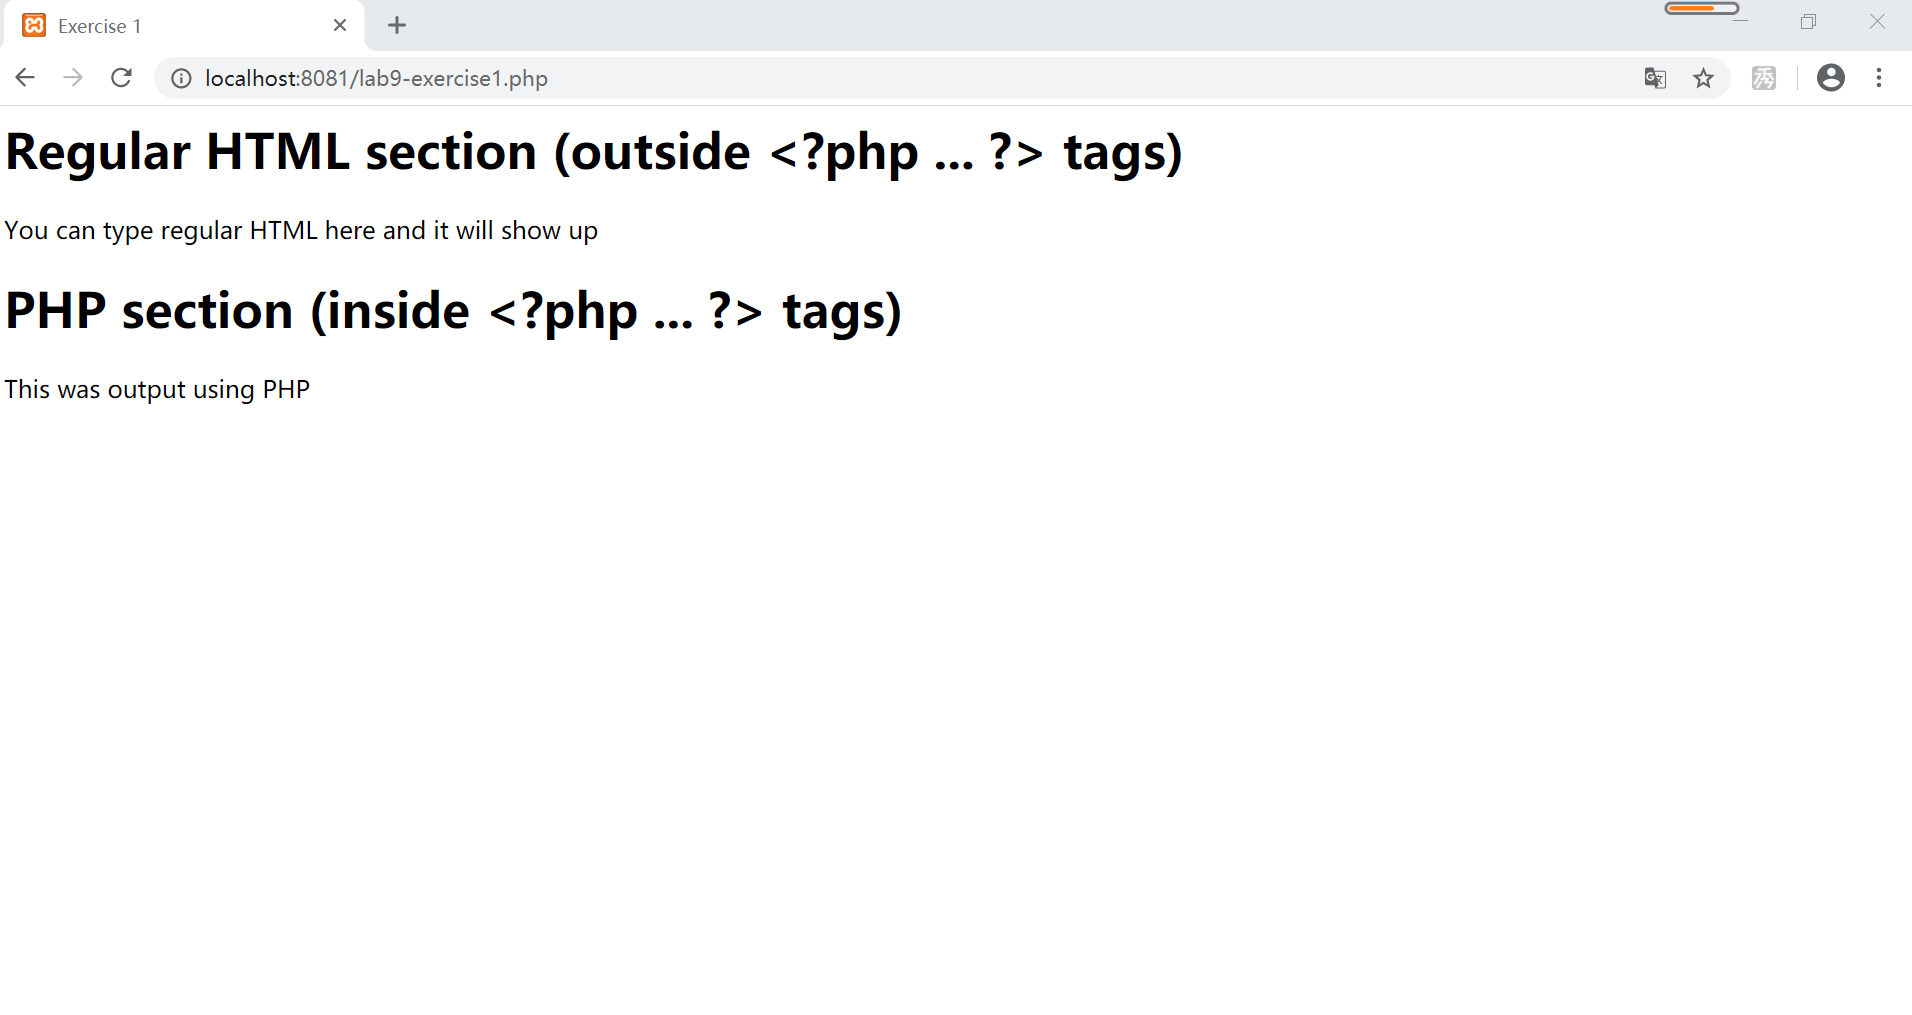 Exercise 1
localhost:8081/lab9-exercise1.php
秀
Regular HTML section (outside <?php ... ?> tags)
You can type regular HTML here and it will show up
PHP section (inside <?php ... ?> tags)
This was output using PHP